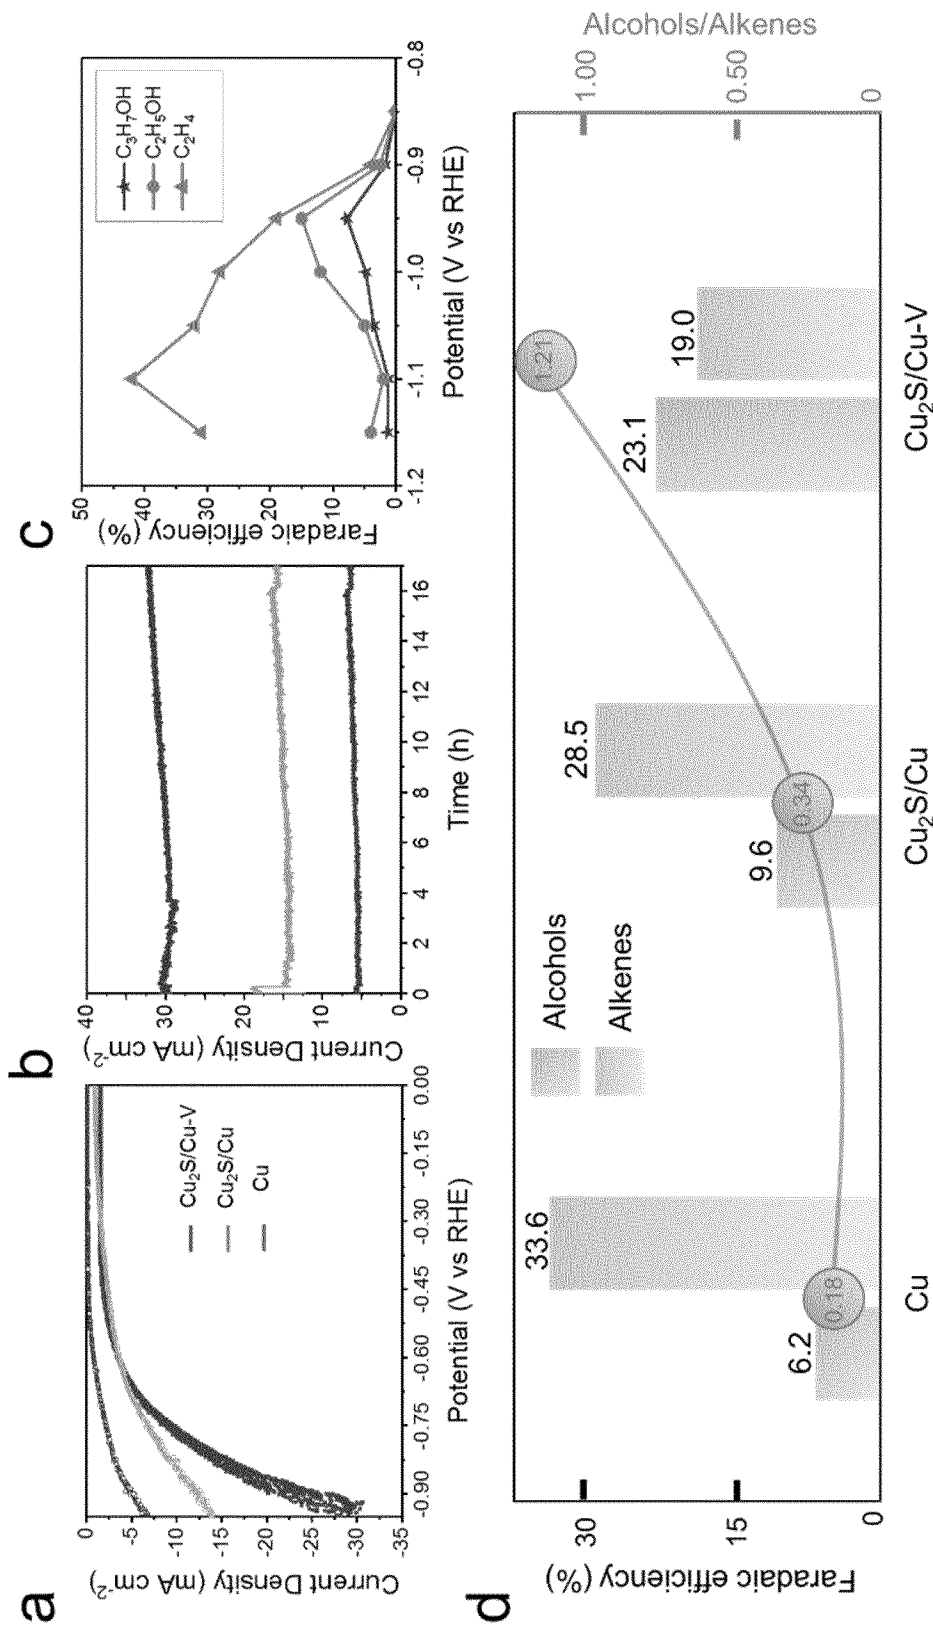 a
0
-5
-10
-15
-20
-25
-30
-35
Current Density (mA cm⁻²)
-0.90
-0.75
-0.60
-0.45
-0.30
-0.15
0.00
Potential (V vs RHE)
Cu₂S/Cu-V
Cu₂S/Cu
Cu
b
40
30
20
10
0
Current Density (mA cm⁻²)
0
2
4
6
8
10
12
14
16
Time (h)
c
50
40
30
20
10
0
Faradaic efficiency (%)
-1.2
-1.1
-1.0
-0.9
-0.8
Potential (V vs RHE)
C₃H₇OH
C₂H₅OH
C₂H₄
d
30
15
0
Faradaic efficiency (%)
Alcohols
Alkenes
6.2
33.6
0.18
9.6
28.5
0.34
23.1
19.0
1.21
Cu
Cu₂S/Cu
Cu₂S/Cu-V
1.00
0.50
0
Alcohols/Alkenes